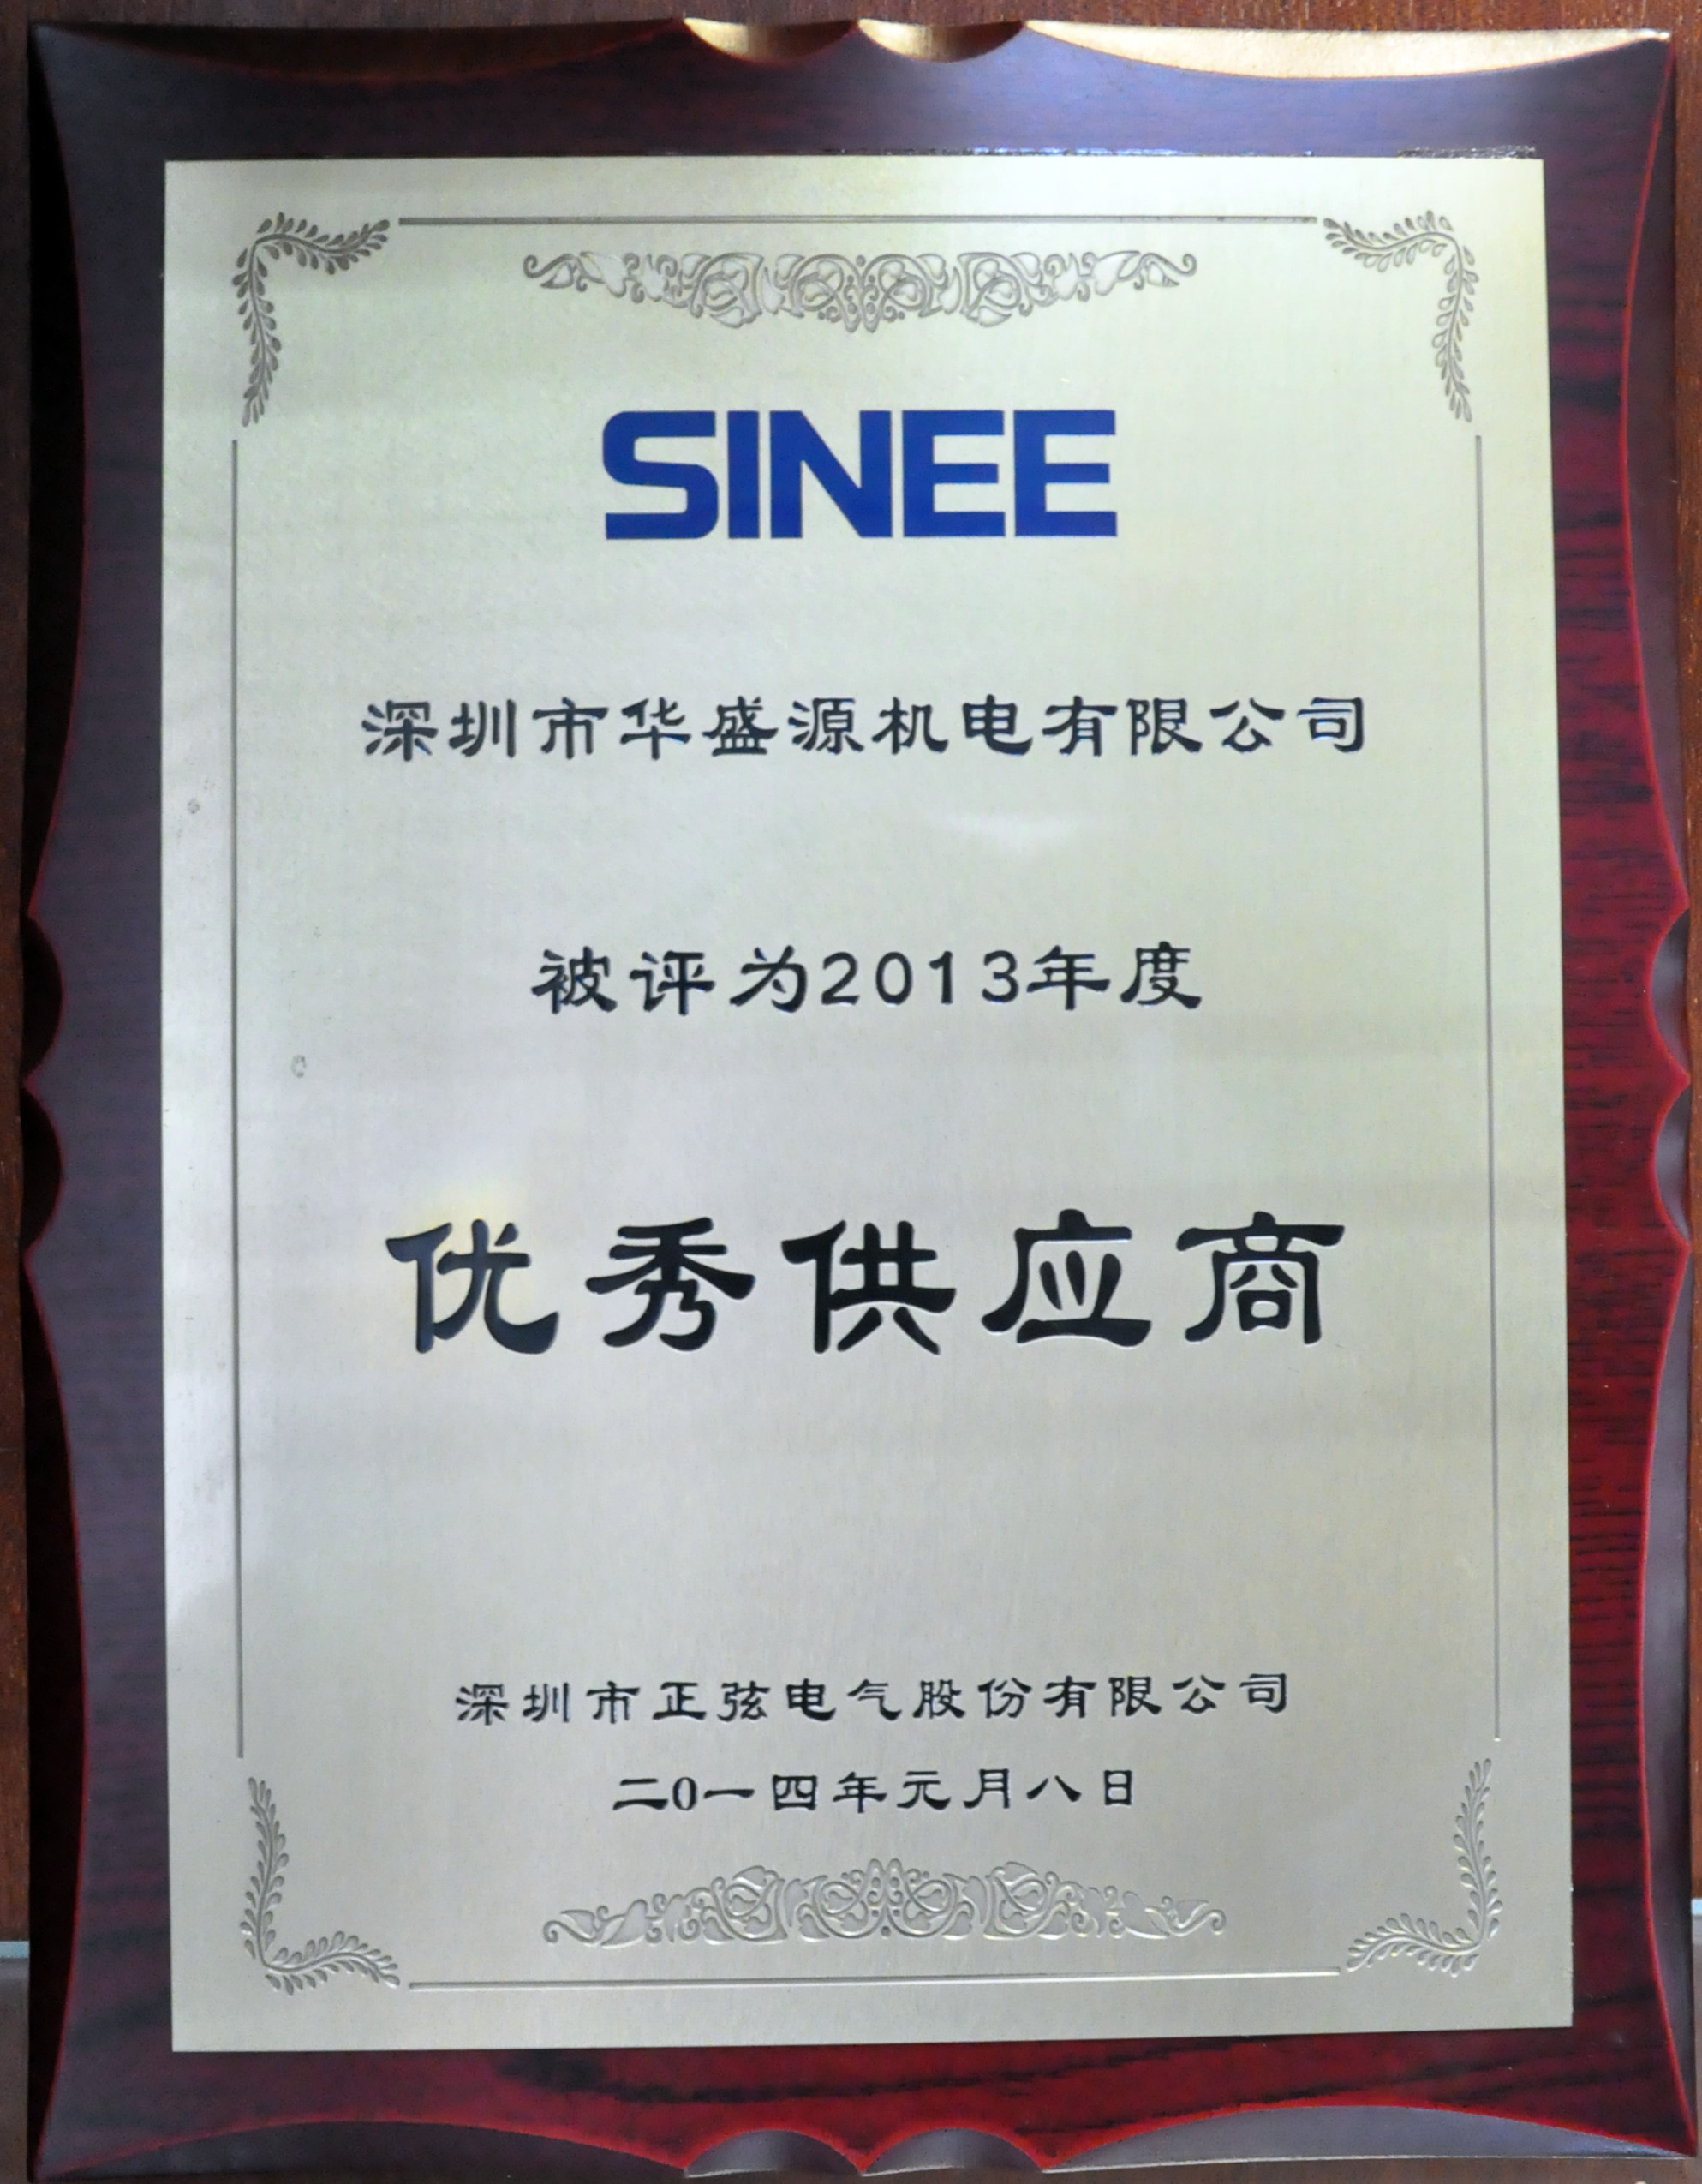 SINEE
深圳市华盛源机电有限公司
被评为2013年度
优秀供应商
深圳市正弦电气股份有限公司
二0一四年元月八日